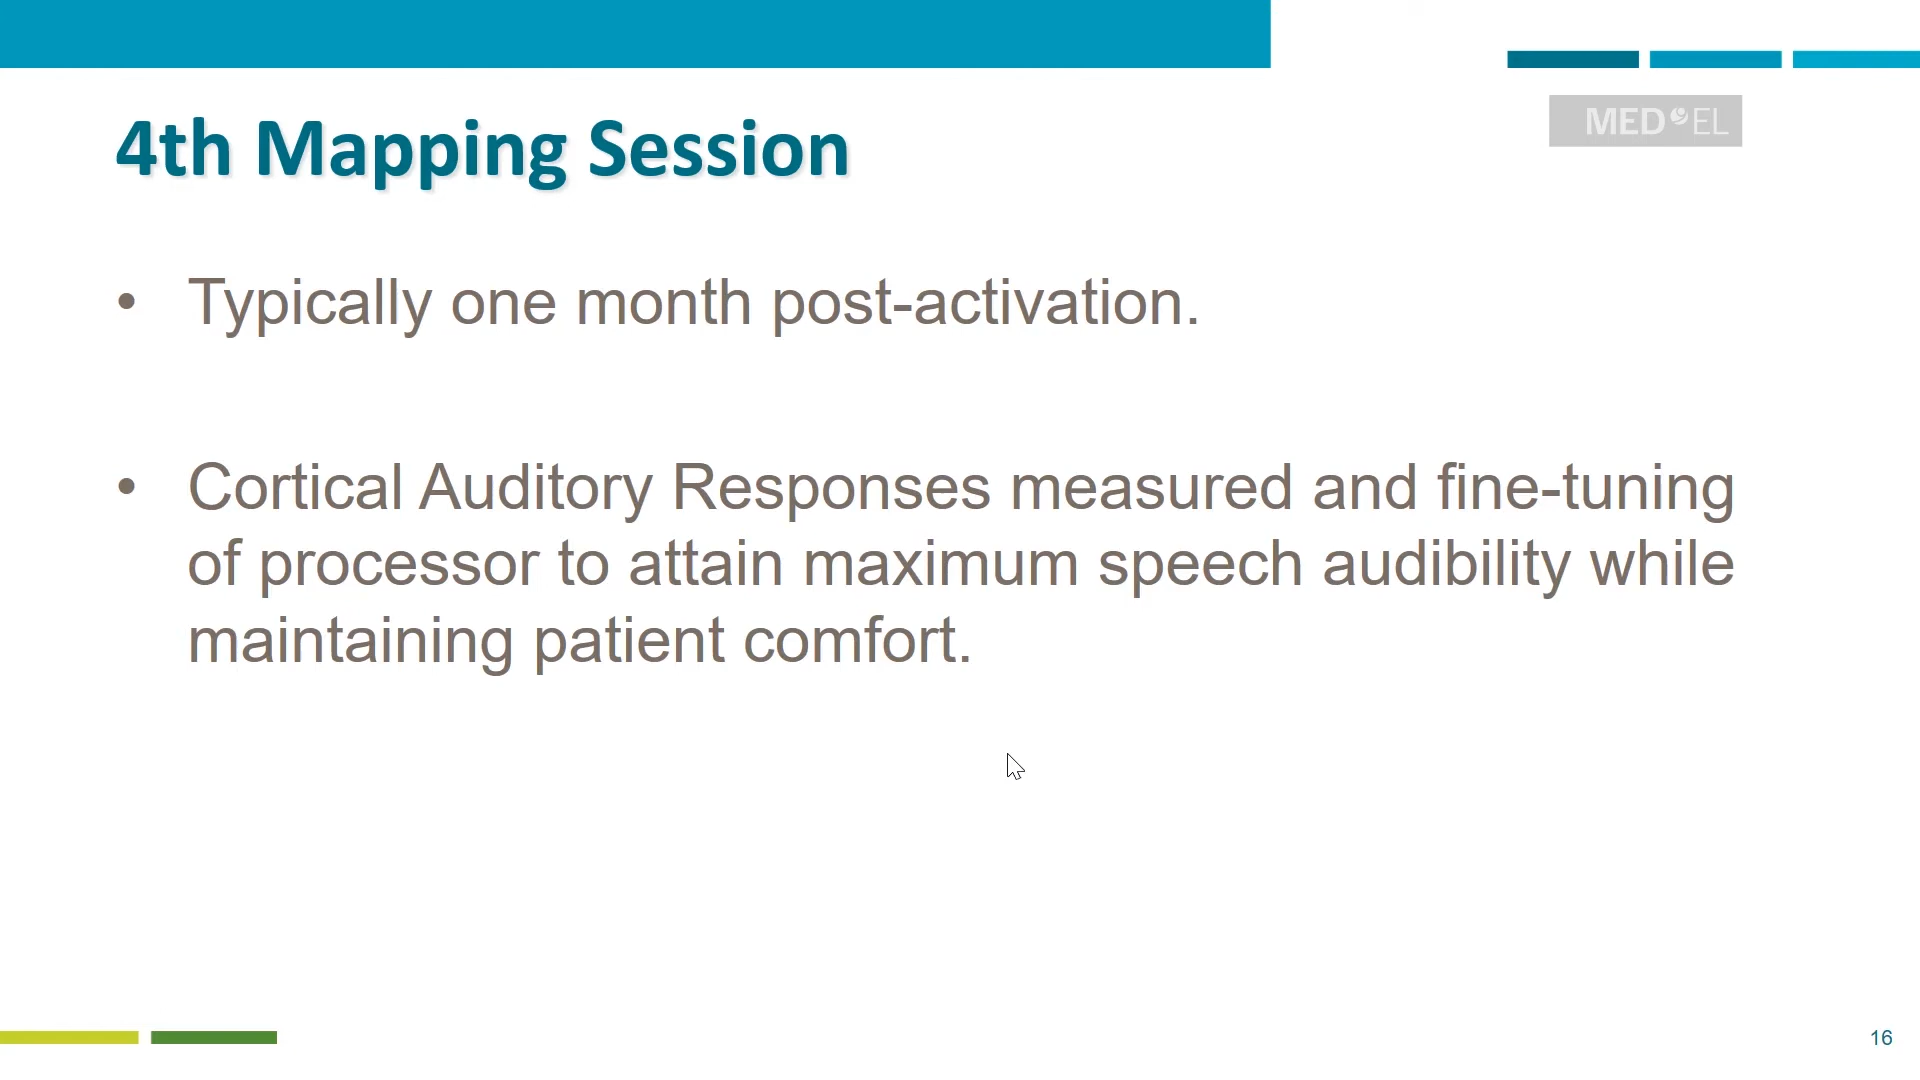 MED EL
4th Mapping Session
• Typically one month post-activation.
• Cortical Auditory Responses measured and fine-tuning
of processor to attain maximum speech audibility while
maintaining patient comfort.
16